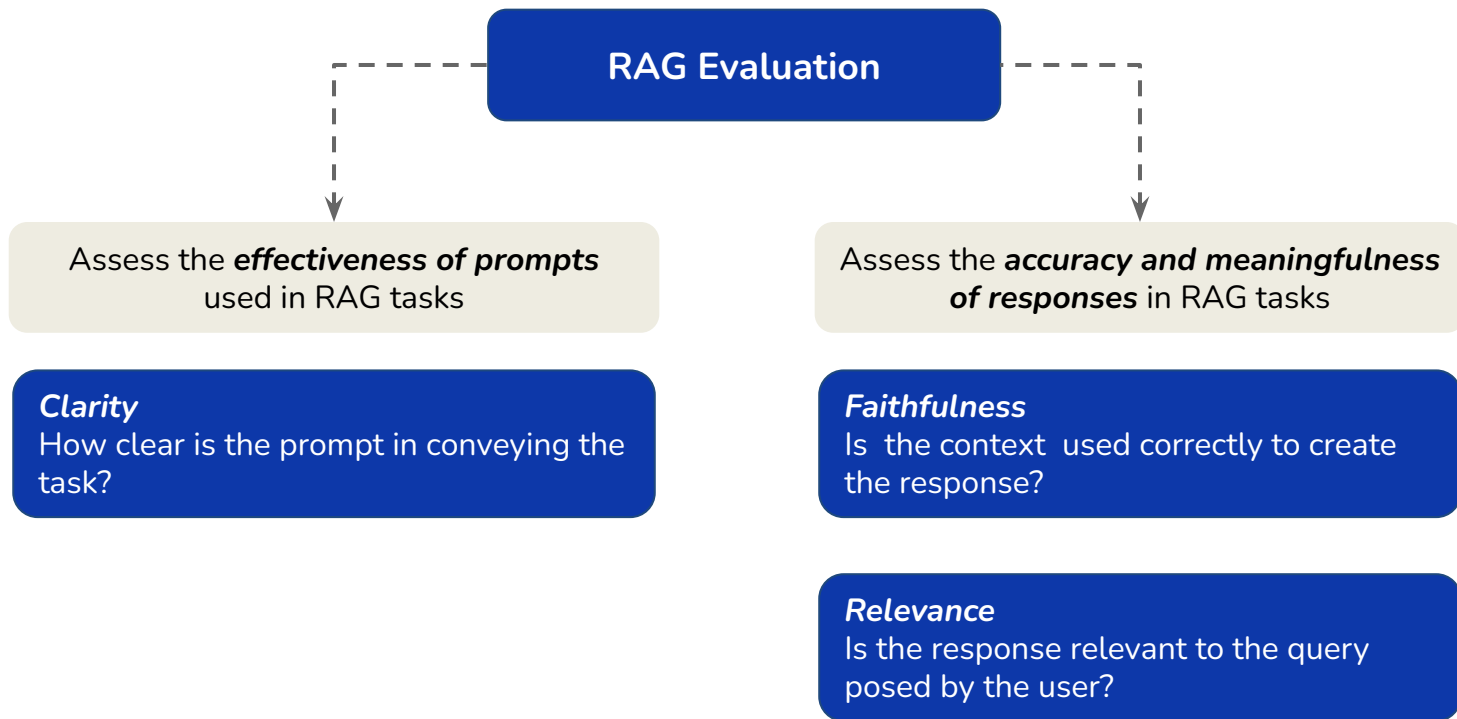 RAG Evaluation
Assess the effectiveness of prompts
used in RAG tasks
Clarity
How clear is the prompt in conveying the
task?
Assess the accuracy and meaningfulness
of responses in RAG tasks
Faithfulness
Is  the context  used correctly to create
the response?
Relevance
Is the response relevant to the query
posed by the user?